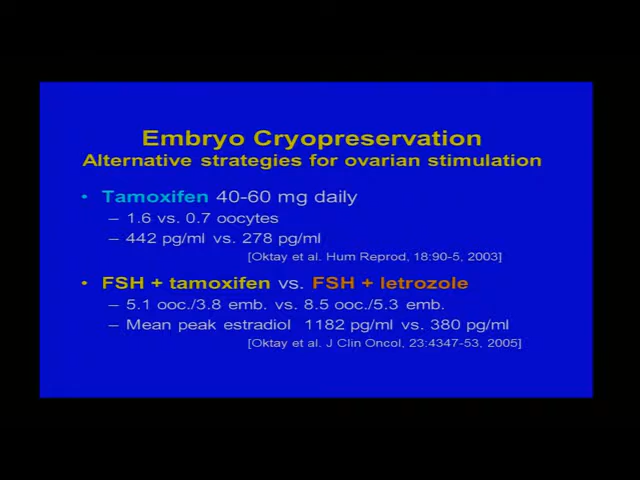 Embryo Cryopreservation
Alternative strategies for ovarian stimulation
• Tamoxifen 40-60 mg daily
– 1.6 vs. 0.7 oocytes
– 442 pg/ml vs. 278 pg/ml
[Oktay et al. Hum Reprod, 18:90-5, 2003]
• FSH + tamoxifen vs. FSH + letrozole
– 5.1 ooc./3.8 emb. vs. 8.5 ooc./5.3 emb.
– Mean peak estradiol 1182 pg/ml vs. 380 pg/ml
[Oktay et al. J Clin Oncol, 23:4347-53, 2005]